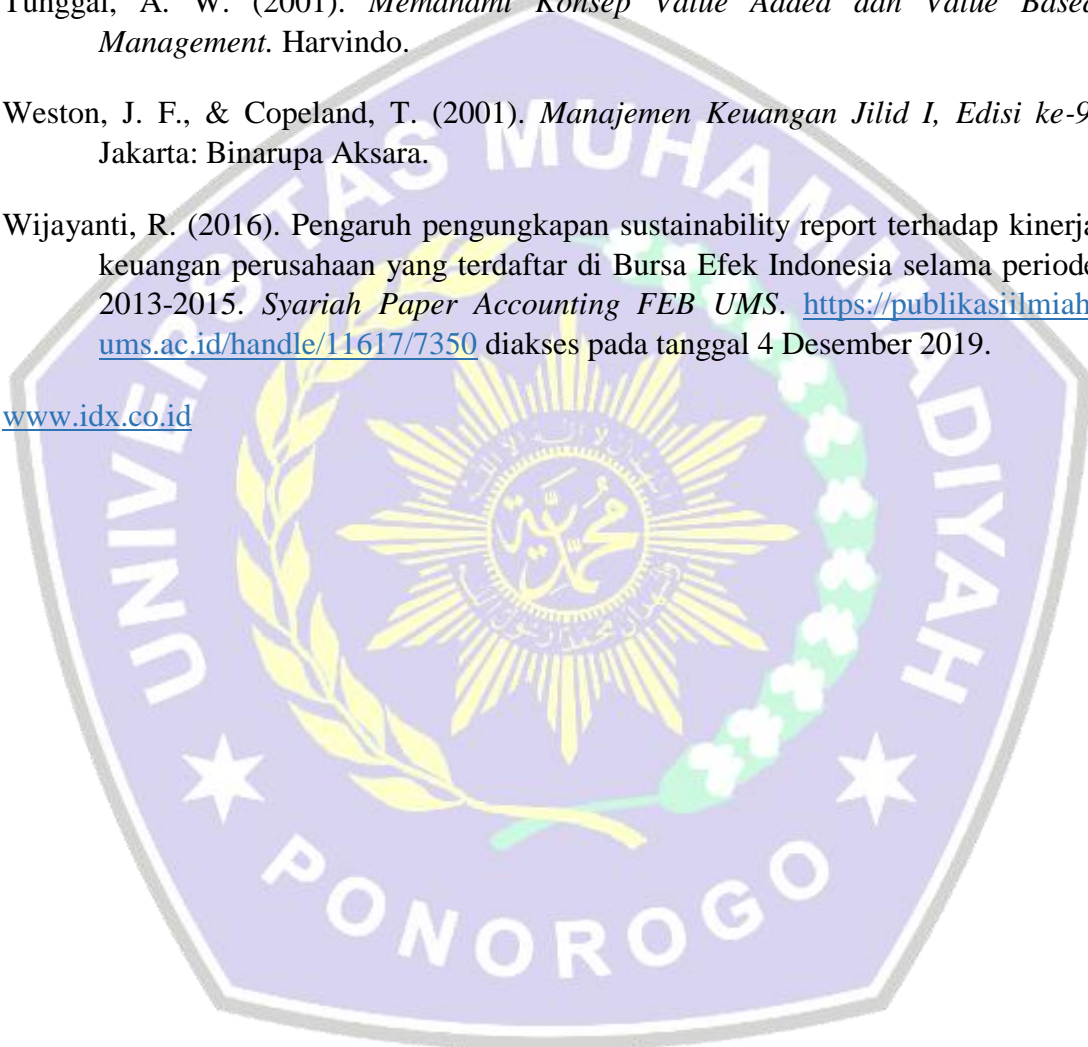 Tunggal, A. W. (2001). Memahami Konsep Value Added dan Value Based
Management. Harvindo.
Weston, J. F., & Copeland, T. (2001). Manajemen Keuangan Jilid I, Edisi ke-9
Jakarta: Binarupa Aksara.
Wijayanti, R. (2016). Pengaruh pengungkapan sustainability report terhadap kinerja
keuangan perusahaan yang terdaftar di Bursa Efek Indonesia selama periode
2013-2015. Syariah Paper Accounting FEB UMS. https://publikasiilmiah
ums.ac.id/handle/11617/7350 diakses pada tanggal 4 Desember 2019.
www.idx.co.id
UNIVERSITAS MUHAMMADIYAH
PONOROGO
محمدية